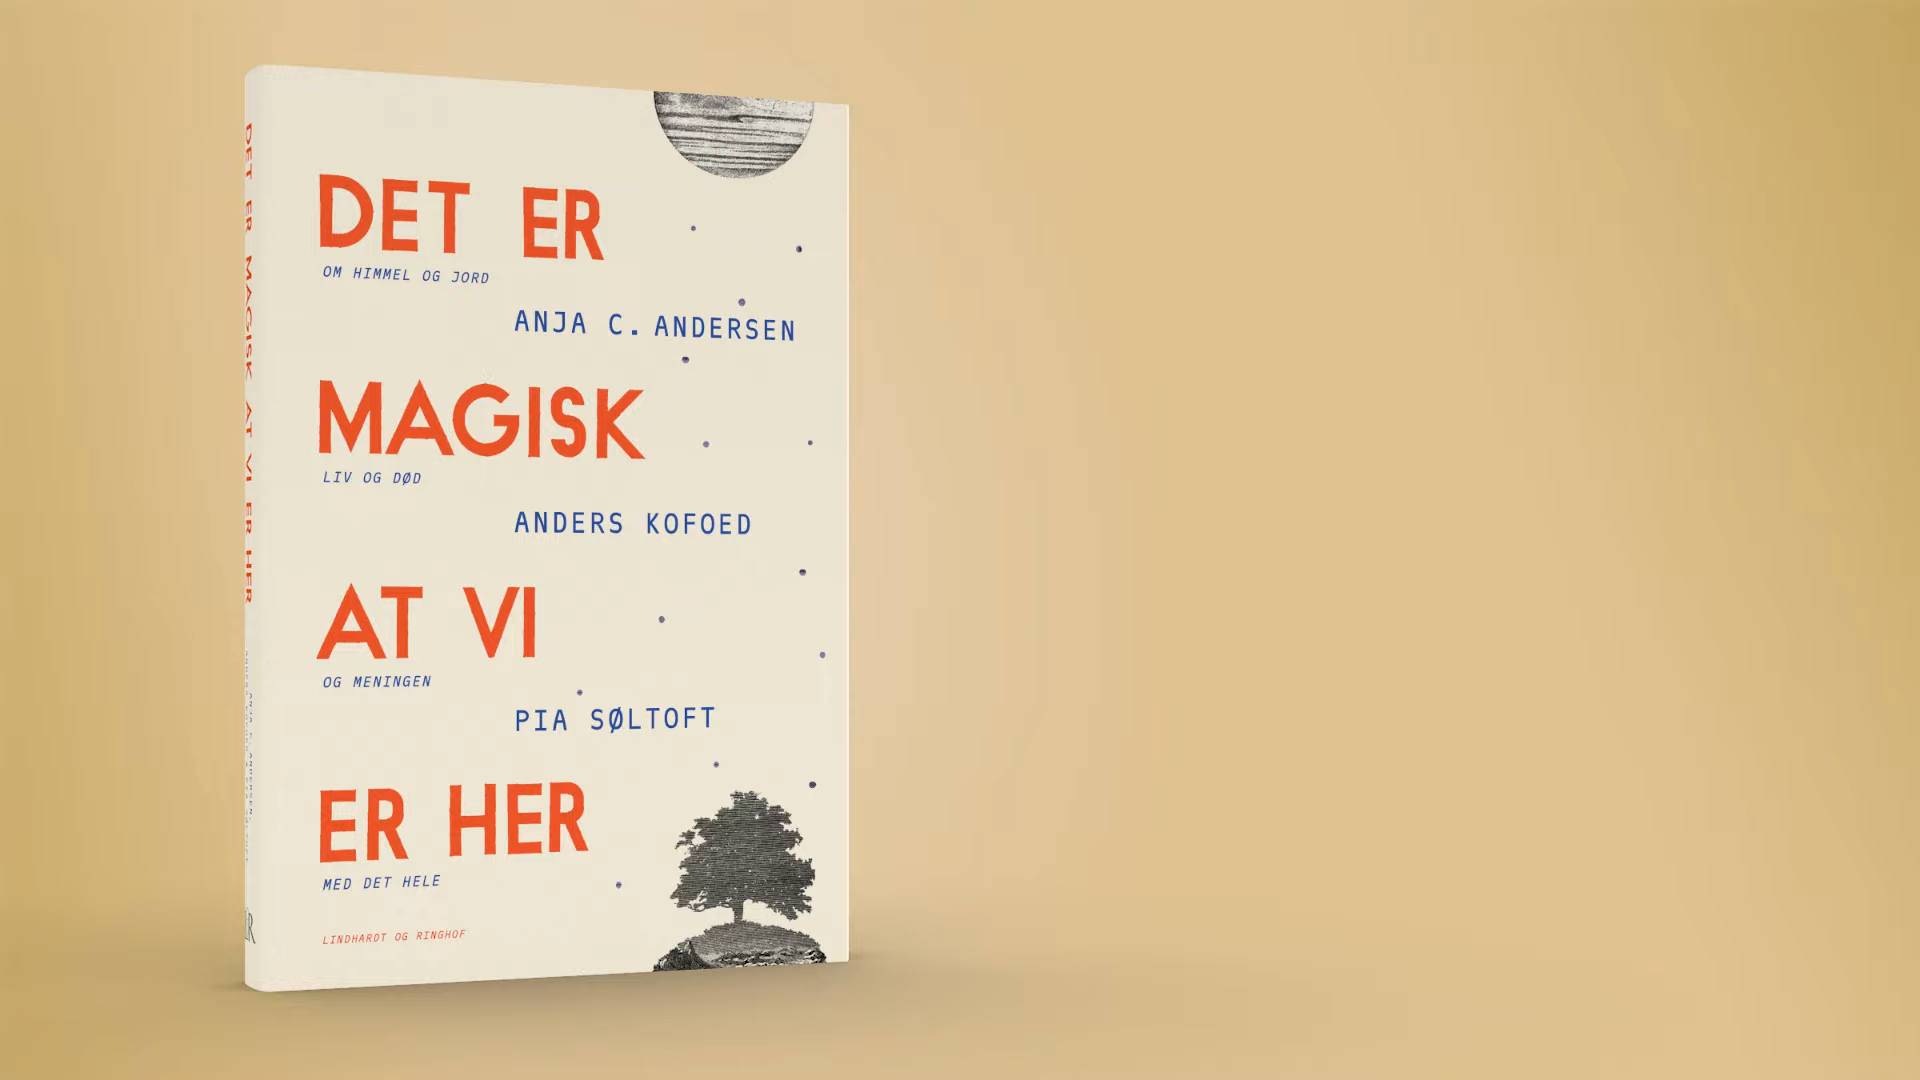 DET ER
OM HIMMEL OG JORD
ANJA C. ANDERSEN
MAGISK
LIV OG DØD
ANDERS KOFOED
AT VI
OG MENINGEN
PIA SØLTOFT
ER HER
MED DET HELE
LINDHARDT OG RINGHOF
DET ER MAGISK AT VI ER HER